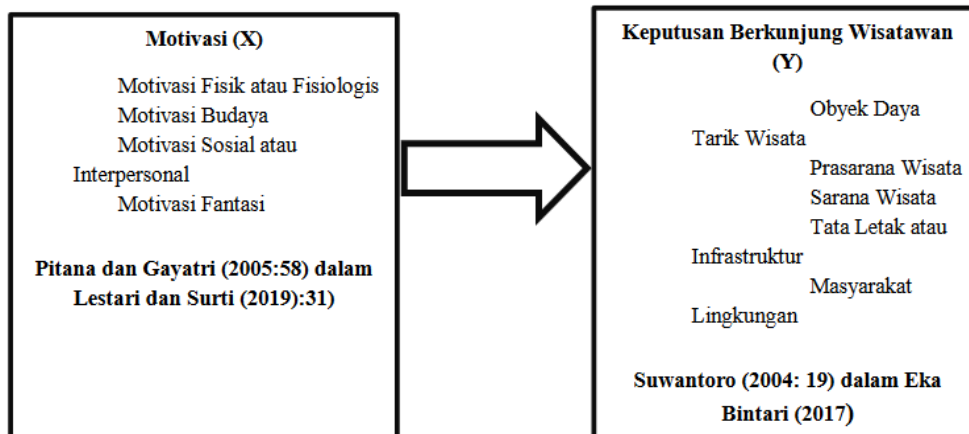 Motivasi (X)
Motivasi Fisik atau Fisiologis
Motivasi Budaya
Motivasi Sosial atau
Interpersonal
Motivasi Fantasi
Pitana dan Gayatri (2005:58) dalam
Lestari dan Surti (2019):31)
Keputusan Berkunjung Wisatawan
(Y)
Obyek Daya
Tarik Wisata
Prasarana Wisata
Sarana Wisata
Tata Letak atau
Infrastruktur
Masyarakat
Lingkungan
Suwantoro (2004: 19) dalam Eka
Bintari (2017)